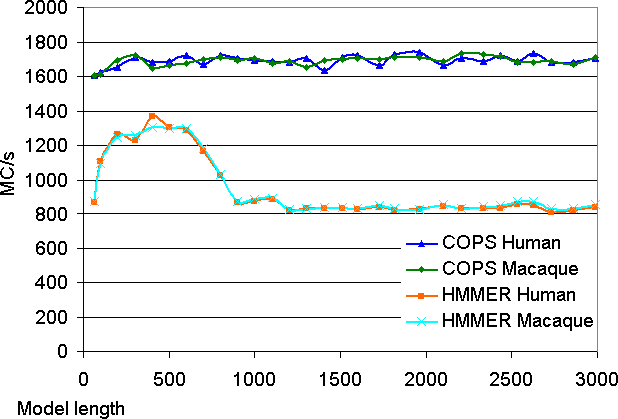 2000
1800
1600
1400
1200
1000
800
600
400
200
0
MC/s
COPS Human
COPS Macaque
HMMER Human
HMMER Macaque
0 500 1000 1500 2000 2500 3000
Model length